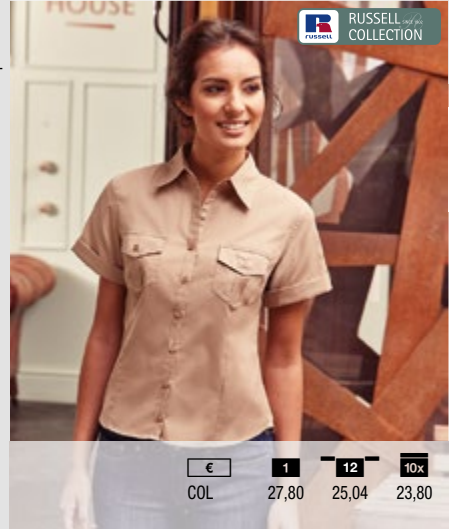 HOUSE
R
russell
RUSSELL
COLLECTION
€ 1 12 10x
COL 27,80 25,04 23,80